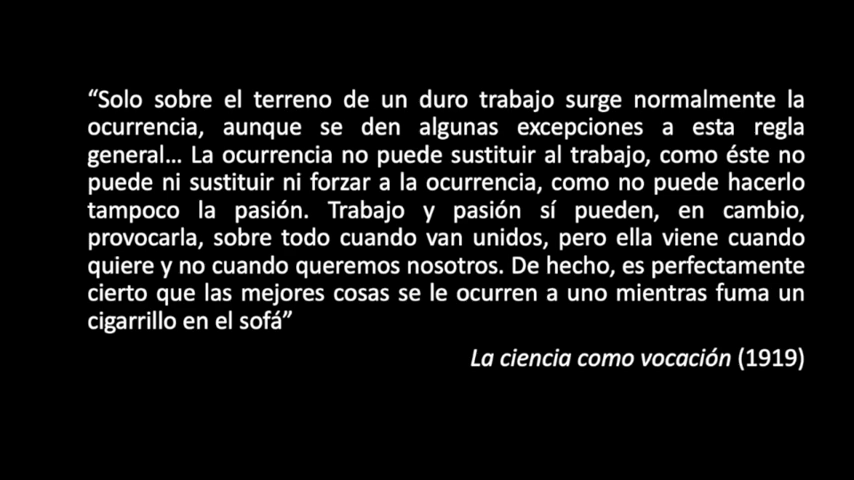 “Solo sobre el terreno de un duro trabajo surge normalmente la
ocurrencia, aunque se den algunas excepciones a esta regla
general... La ocurrencia no puede sustituir al trabajo, como éste no
puede ni sustituir ni forzar a la ocurrencia, como no puede hacerlo
tampoco la pasión. Trabajo y pasión sí pueden, en cambio,
provocarla, sobre todo cuando van unidos, pero ella viene cuando
quiere y no cuando queremos nosotros. De hecho, es perfectamente
cierto que las mejores cosas se le ocurren a uno mientras fuma un
cigarrillo en el sofá”
La ciencia como vocación (1919)